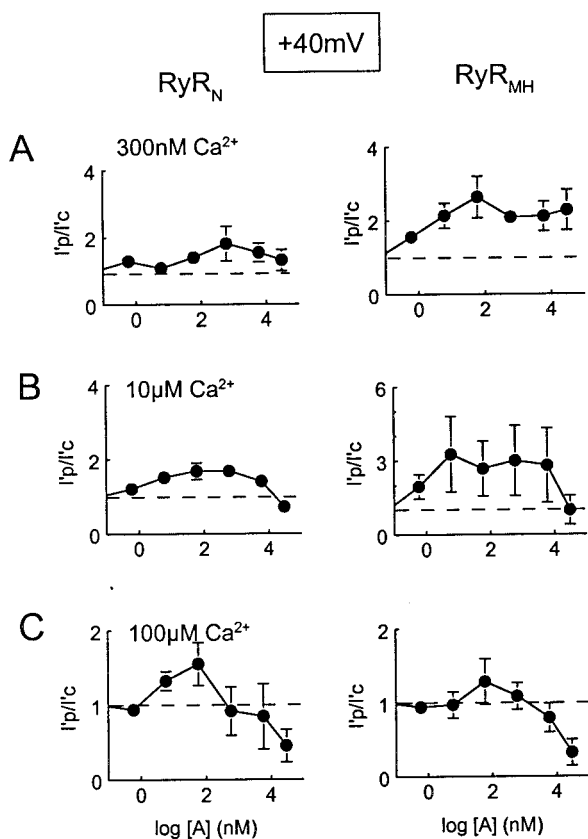 +40mV
RyR_N
RyR_MH
A
300nM Ca²⁺
I'p/I'c
4
2
0
0 2 4
I'p/I'c
4
2
0
0 2 4
B
10µM Ca²⁺
I'p/I'c
4
2
0
0 2 4
I'p/I'c
6
3
0
0 2 4
C
100µM Ca²⁺
I'p/I'c
2
1
0
0 2 4
log [A] (nM)
I'p/I'c
2
1
0
0 2 4
log [A] (nM)